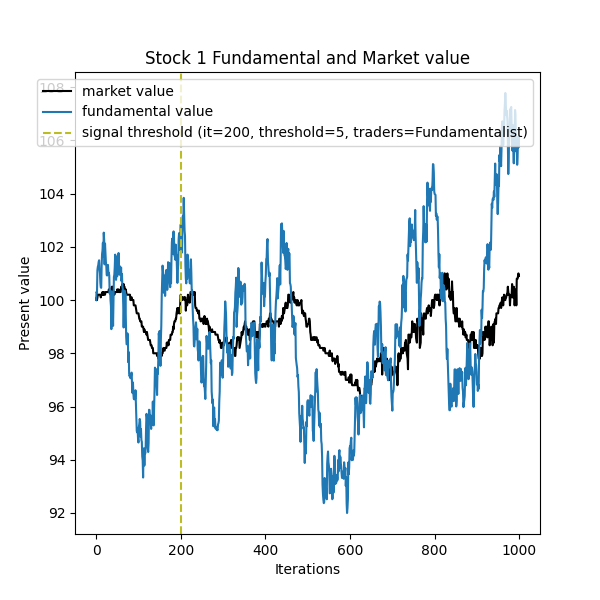 Stock 1 Fundamental and Market value
market value
fundamental value
signal threshold (it=200, threshold=5, traders=Fundamentalist)
108
106
104
102
100
98
96
94
92
Present value
0 200 400 600 800 1000
Iterations